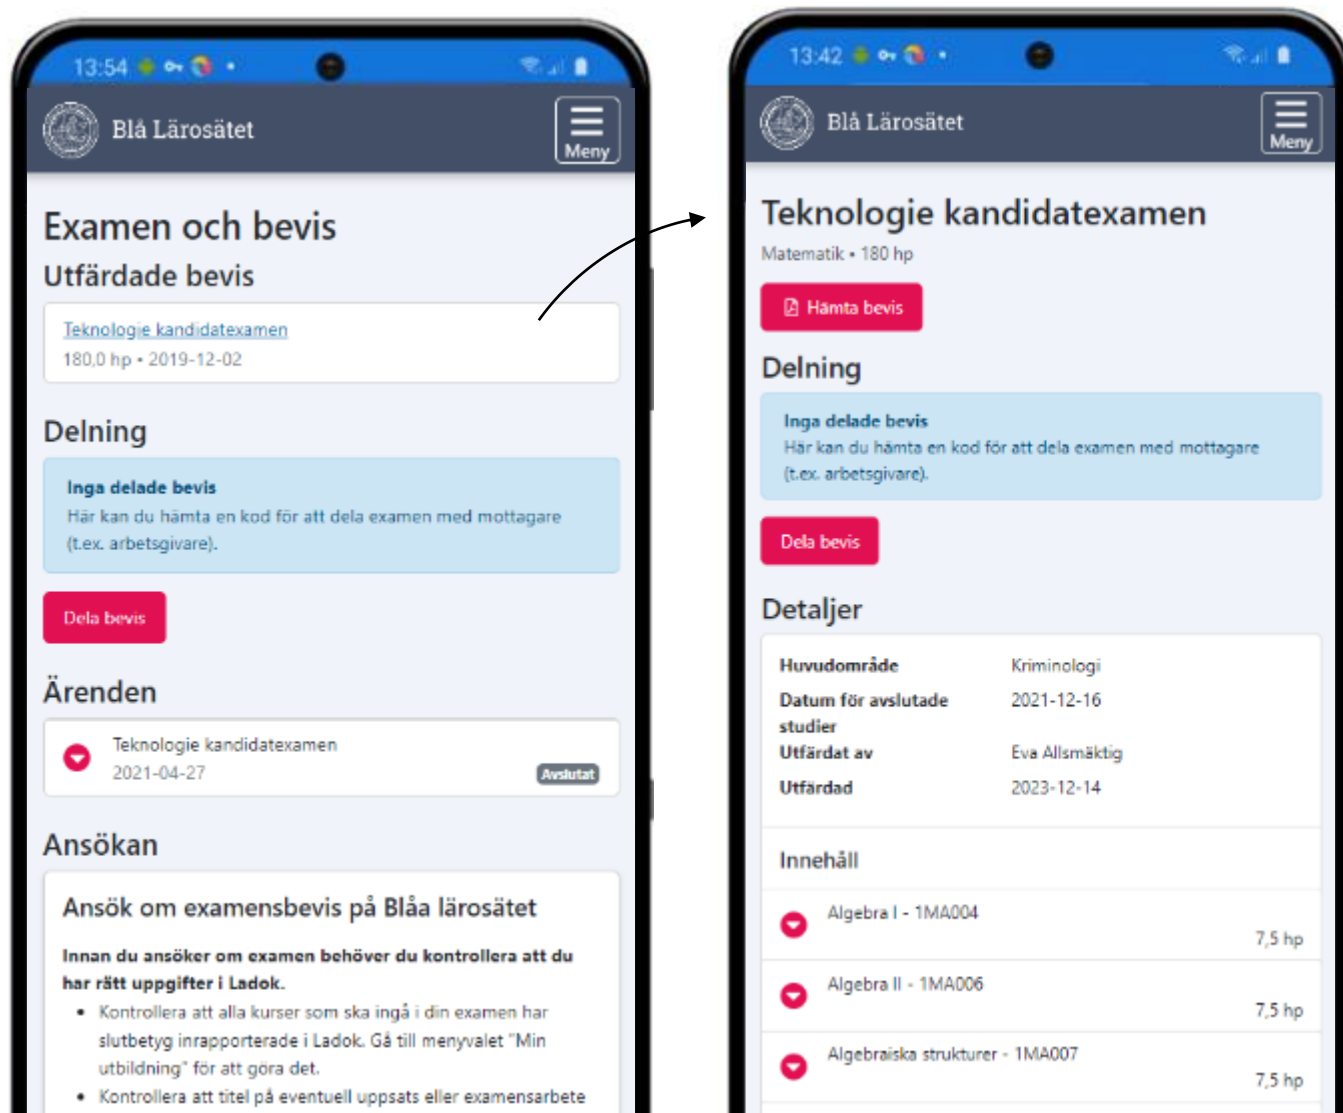 13:54
Blå Lärosätet
Meny
Examen och bevis
Utfärdade bevis
Teknologie kandidatexamen
180,0 hp • 2019-12-02
Delning
Inga delade bevis
Här kan du hämta en kod för att dela examen med mottagare
(t.ex. arbetsgivare).
Dela bevis
Ärenden
Teknologie kandidatexamen
2021-04-27
Avslutat
Ansökan
Ansök om examensbevis på Blåa lärosätet
Innan du ansöker om examen behöver du kontrollera att du
har rätt uppgifter i Ladok.
• Kontrollera att alla kurser som ska ingå i din examen har
slutbetyg inrapporterade i Ladok. Gå till menyvalet "Min
utbildning" för att göra det.
• Kontrollera att titel på eventuell uppsats eller examensarbete
13:42
Blå Lärosätet
Meny
Teknologie kandidatexamen
Matematik • 180 hp
Hämta bevis
Delning
Inga delade bevis
Här kan du hämta en kod för att dela examen med mottagare
(t.ex. arbetsgivare).
Dela bevis
Detaljer
Huvudområde Kriminologi
Datum för avslutade 2021-12-16
studier
Utfärdat av Eva Allsmäktig
Utfärdad 2023-12-14
Innehåll
Algebra I - 1MA004
7,5 hp
Algebra II - 1MA006
7,5 hp
Algebraiska strukturer - 1MA007
7,5 hp